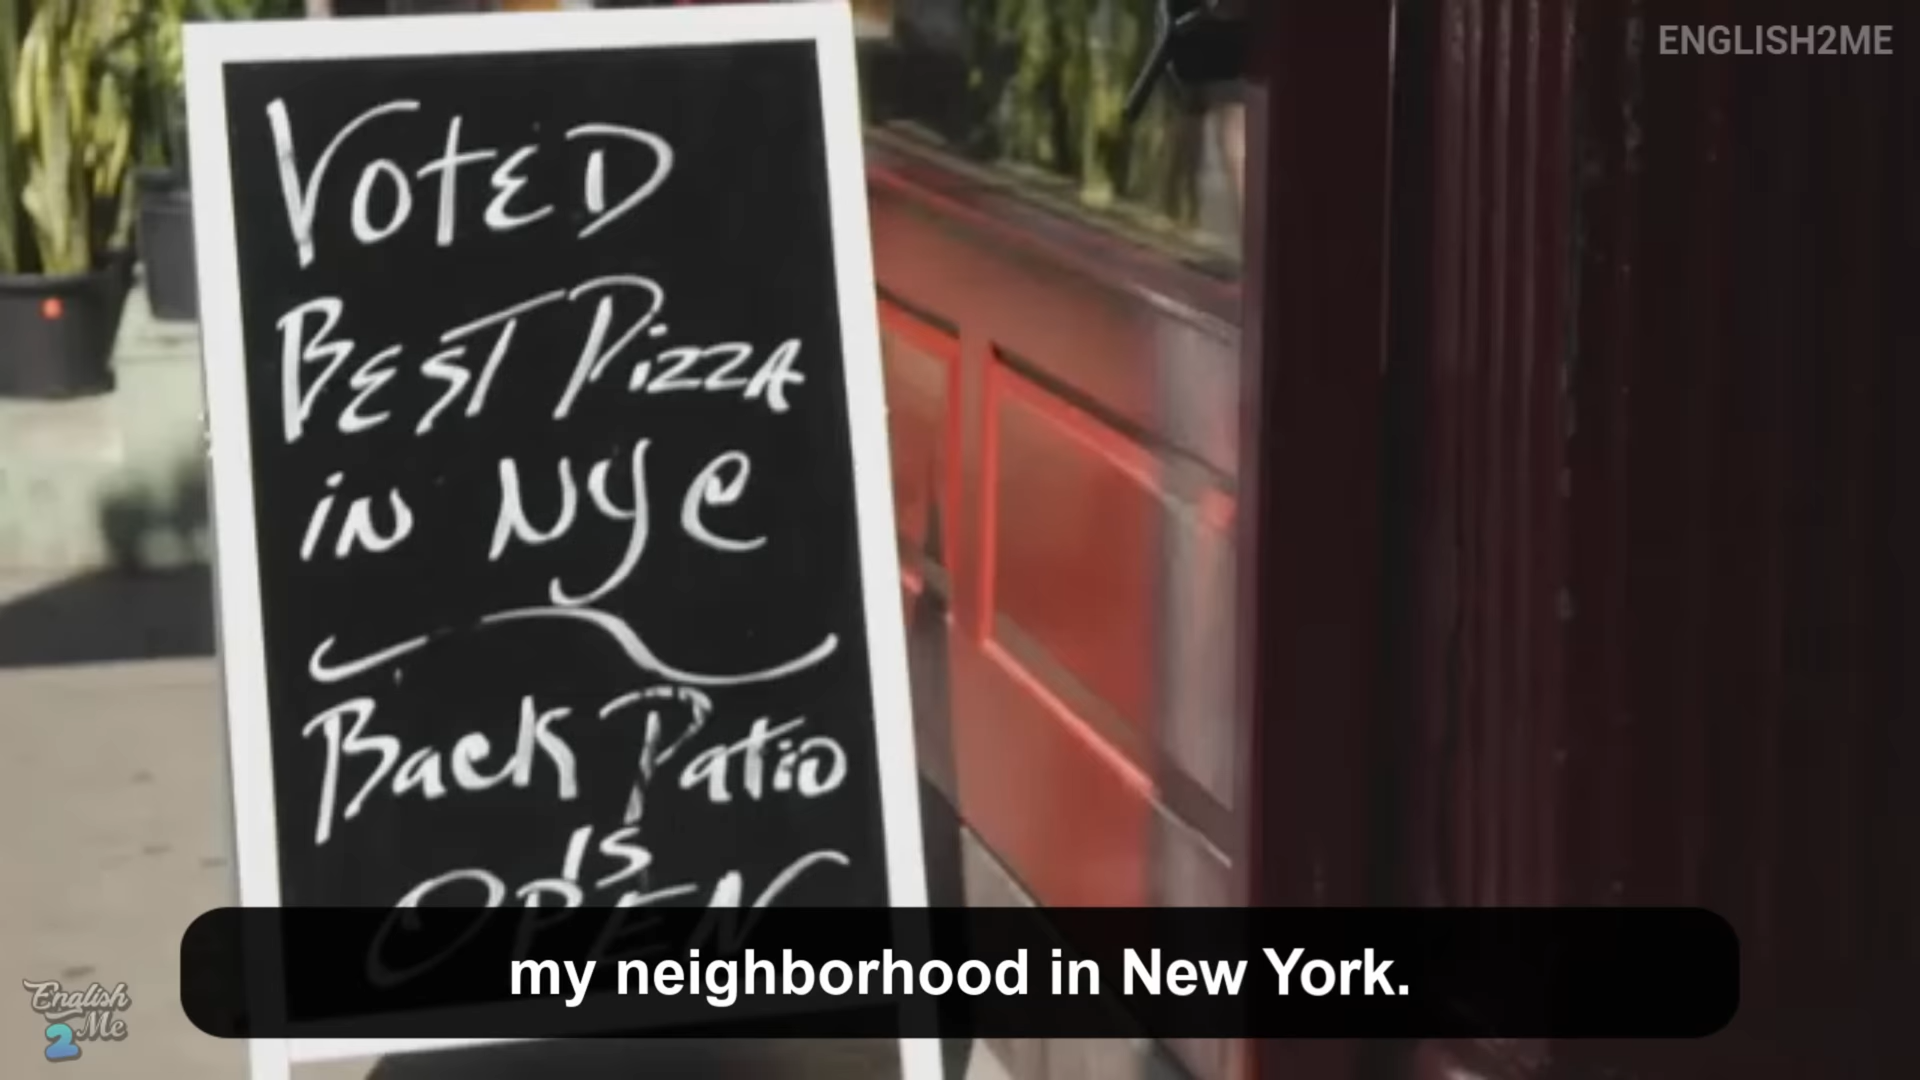 ENGLISH2ME
VOTED
BEST PIZZA
in NYC
Back Patio
is
OPEN
my neighborhood in New York.
English
2 Me